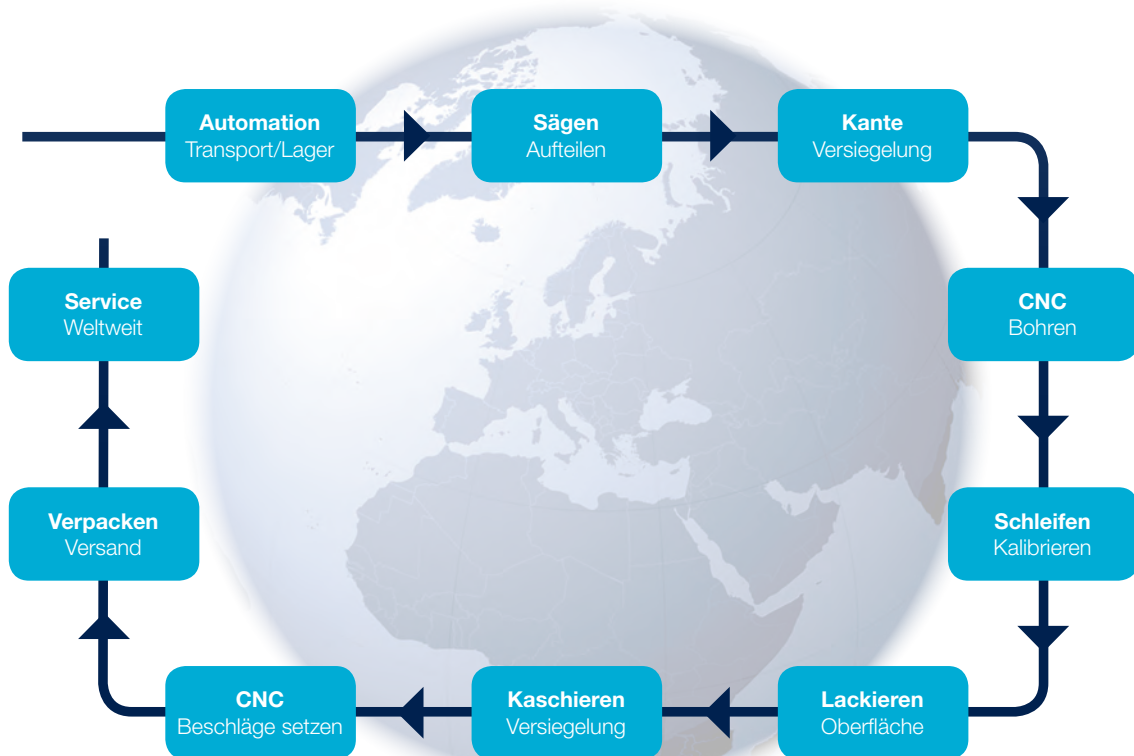 Automation
Transport/Lager
Sägen
Aufteilen
Kante
Versiegelung
CNC
Bohren
Schleifen
Kalibrieren
Lackieren
Oberfläche
Kaschieren
Versiegelung
CNC
Beschläge setzen
Verpacken
Versand
Service
Weltweit